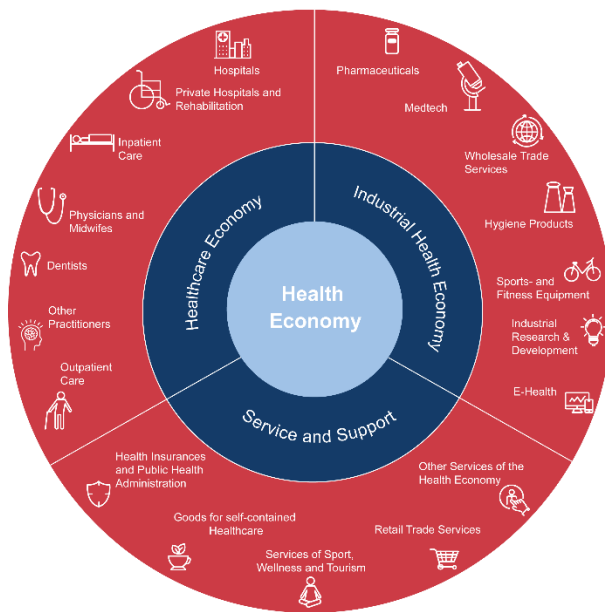 Hospitals
Private Hospitals and
Rehabilitation
Inpatient
Care
Physicians and
Midwifes
Dentists
Other
Practitioners
Outpatient
Care
Pharmaceuticals
Medtech
Wholesale Trade
Services
Hygiene Products
Sports- and
Fitness Equipment
Industrial
Research &
Development
E-Health
Healthcare Economy
Industrial Health Economy
Health
Economy
Service and Support
Health Insurances
and Public Health
Administration
Goods for self-contained
Healthcare
Services of Sport,
Wellness and Tourism
Retail Trade Services
Other Services of the
Health Economy